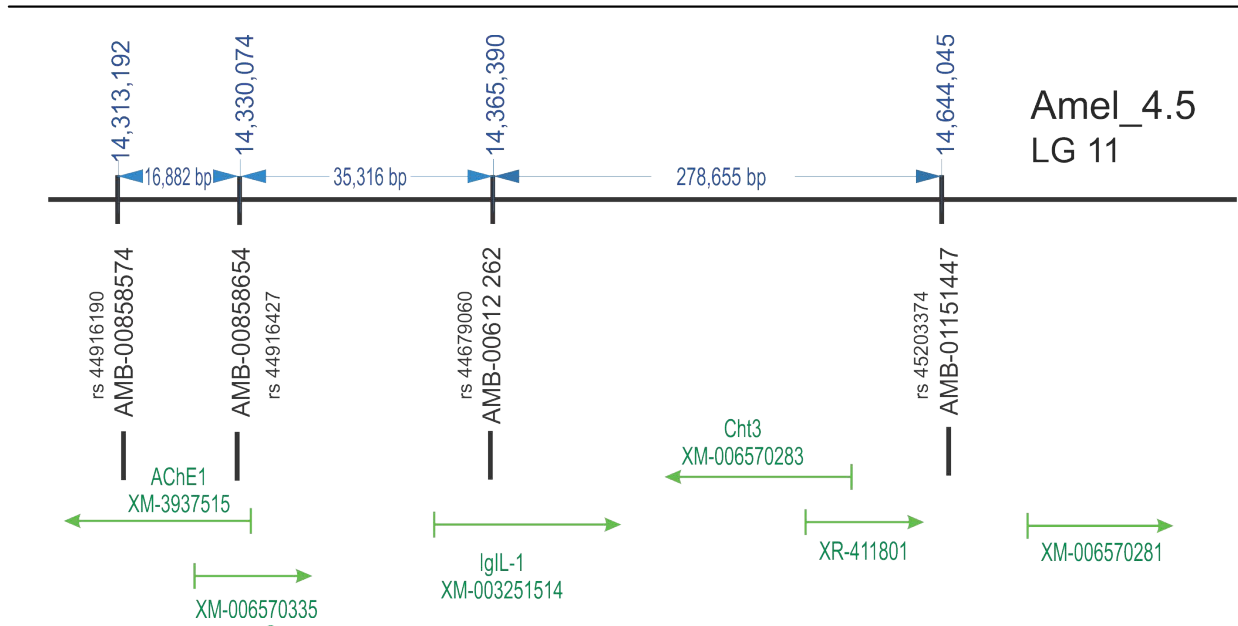 14,313,192
14,330,074
14,365,390
14,644,045
Amel_4.5
LG 11
16,882 bp
35,316 bp
278,655 bp
rs 44916190
AMB-00858574
AMB-00858654
rs 44916427
rs 44679060
AMB-00612 262
rs 45203374
AMB-01151447
AChE1
XM-3937515
XM-006570335
IgIL-1
XM-003251514
Cht3
XM-006570283
XR-411801
XM-006570281